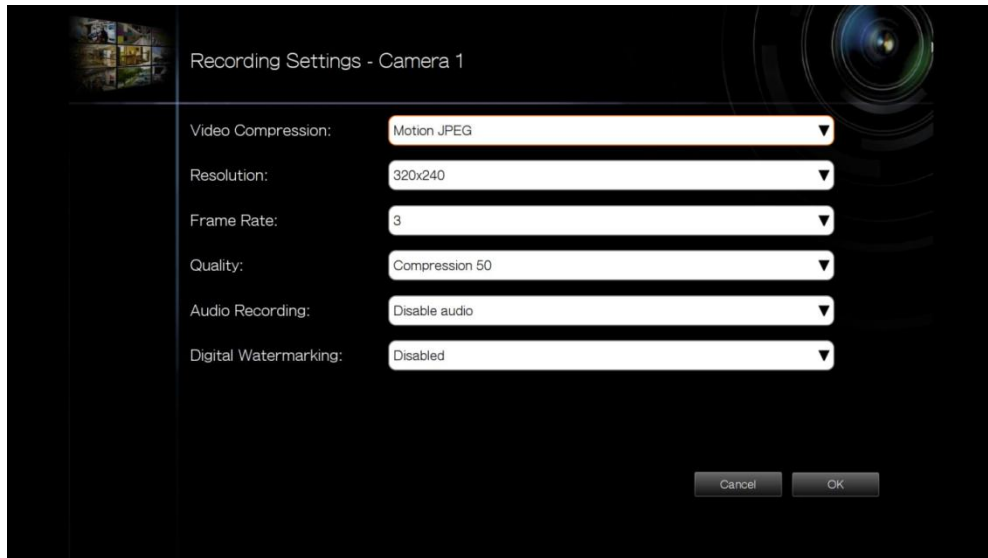 Recording Settings - Camera 1
Video Compression: Motion JPEG
Resolution: 320x240
Frame Rate: 3
Quality: Compression 50
Audio Recording: Disable audio
Digital Watermarking: Disabled
Cancel OK